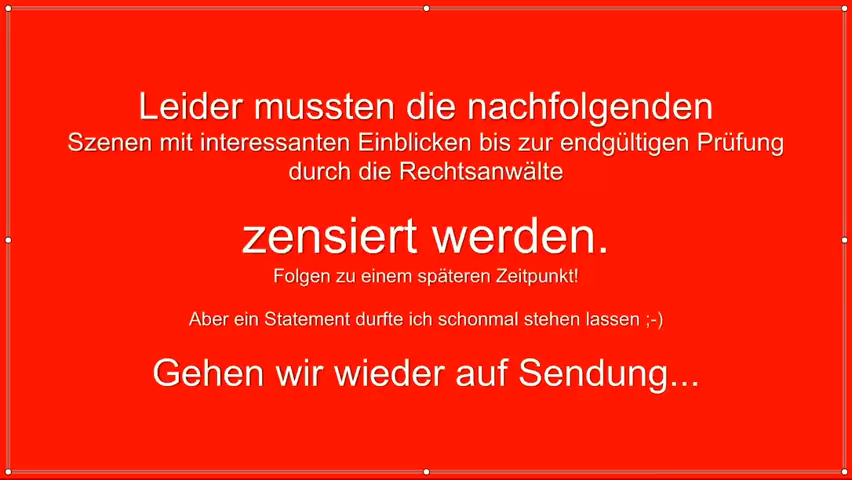 Leider mussten die nachfolgenden
Szenen mit interessanten Einblicken bis zur endgültigen Prüfung
durch die Rechtsanwälte
zensiert werden.
Folgen zu einem späteren Zeitpunkt!
Aber ein Statement durfte ich schonmal stehen lassen ;-)
Gehen wir wieder auf Sendung...